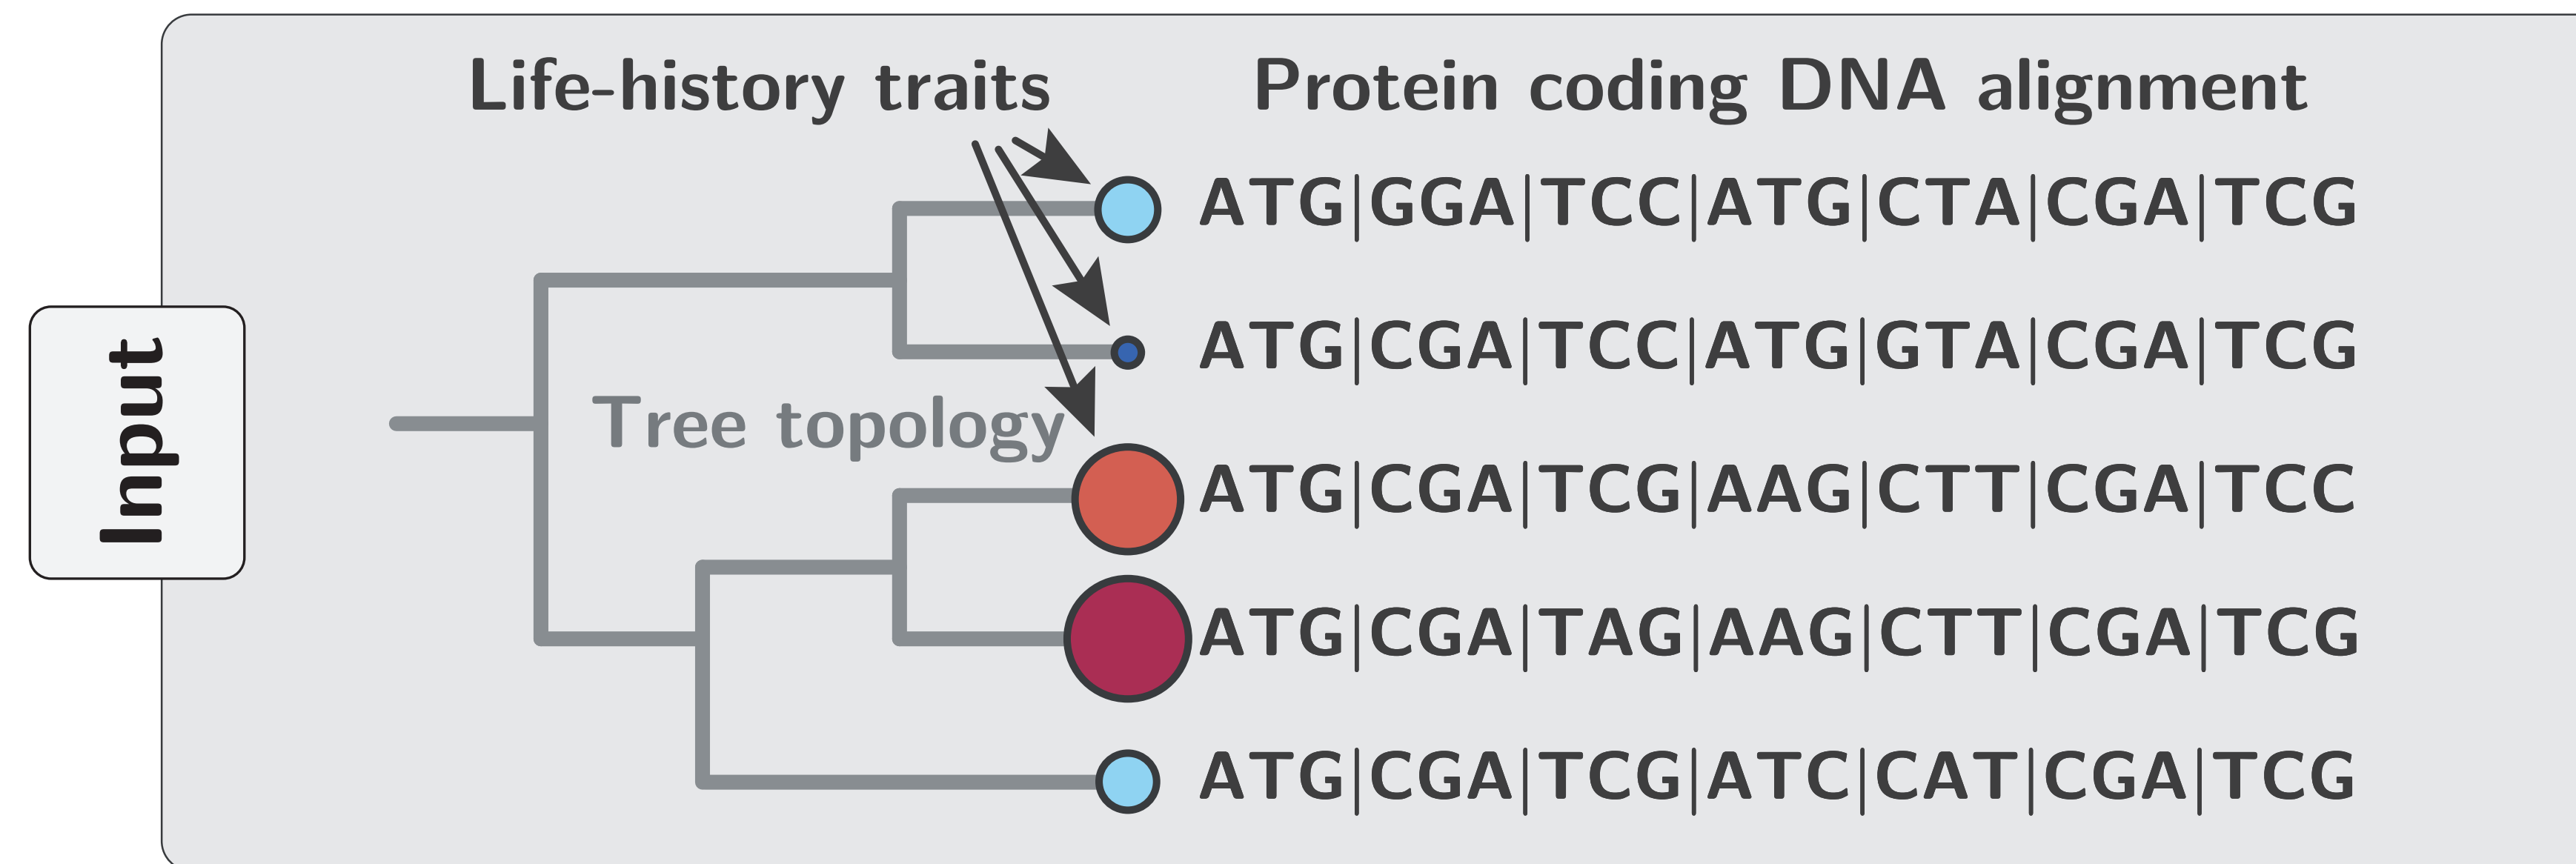 Life-history traits
Protein coding DNA alignment
ATG|GGA|TCC|ATG|CTA|CGA|TCG
ATG|CGA|TCC|ATG|GTA|CGA|TCG
Input
Tree topology
ATG|CGA|TCG|AAG|CTT|CGA|TCC
ATG|CGA|TAG|AAG|CTT|CGA|TCG
ATG|CGA|TCG|ATC|CAT|CGA|TCG